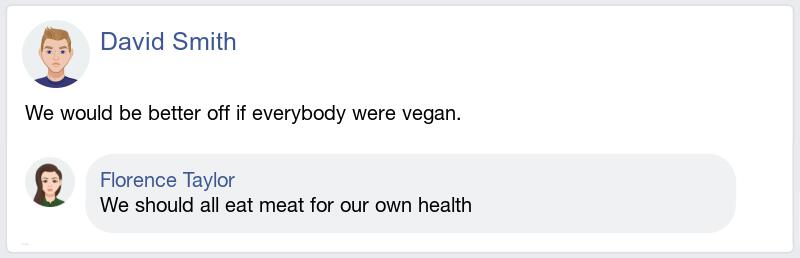 David Smith
We would be better off if everybody were vegan.
Florence Taylor
We should all eat meat for our own health